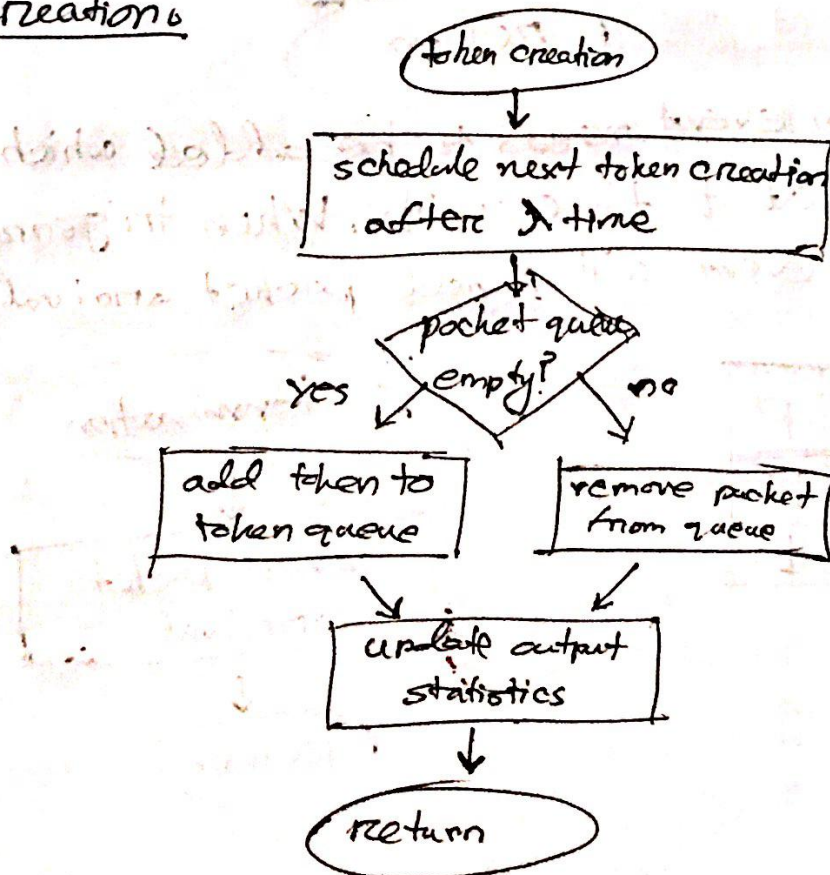 reation:
token creation
schedule next token creation
after λ time
packet queue
empty?
yes
no
add token to
token queue
remove packet
from queue
update output
statistics
return